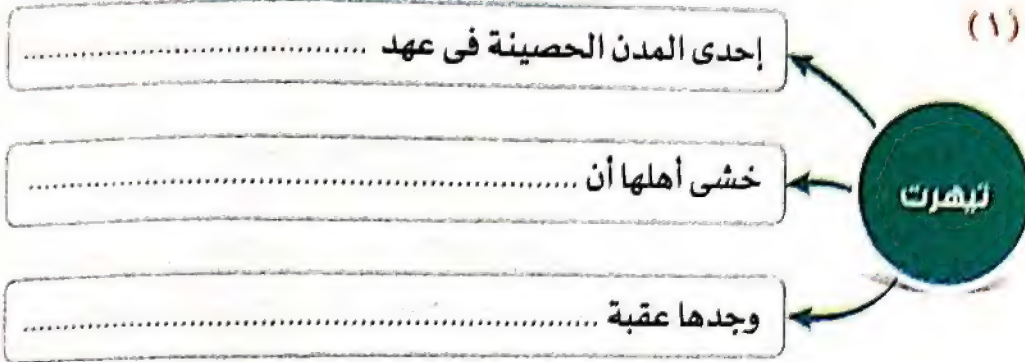 (١)
إحدى المدن الحصينة فى عهد ........................................
خشى أهلها أن ........................................
تيهرت
وجدها عقبة ........................................